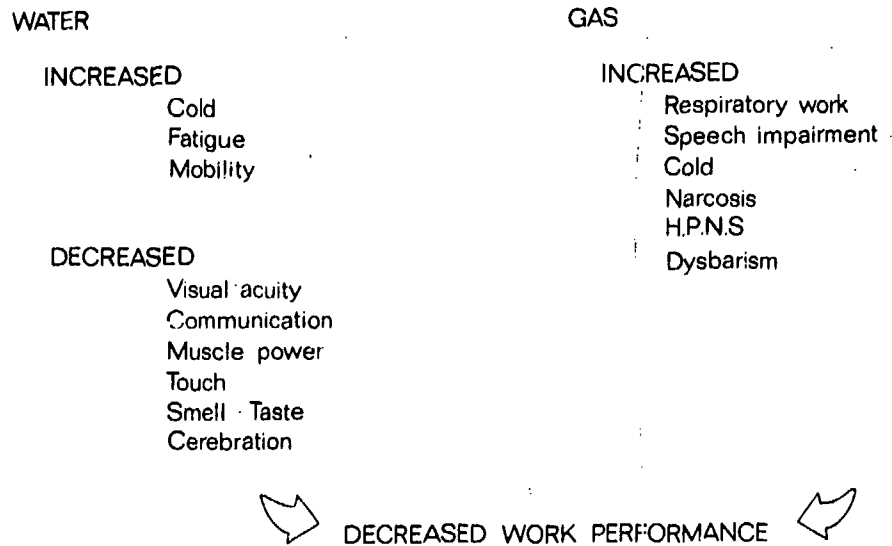 WATER
INCREASED
Cold
Fatigue
Mobility
DECREASED
Visual acuity
Communication
Muscle power
Touch
Smell · Taste
Cerebration
GAS
INCREASED
Respiratory work
Speech impairment
Cold
Narcosis
H.P.N.S
Dysbarism
DECREASED WORK PERFORMANCE